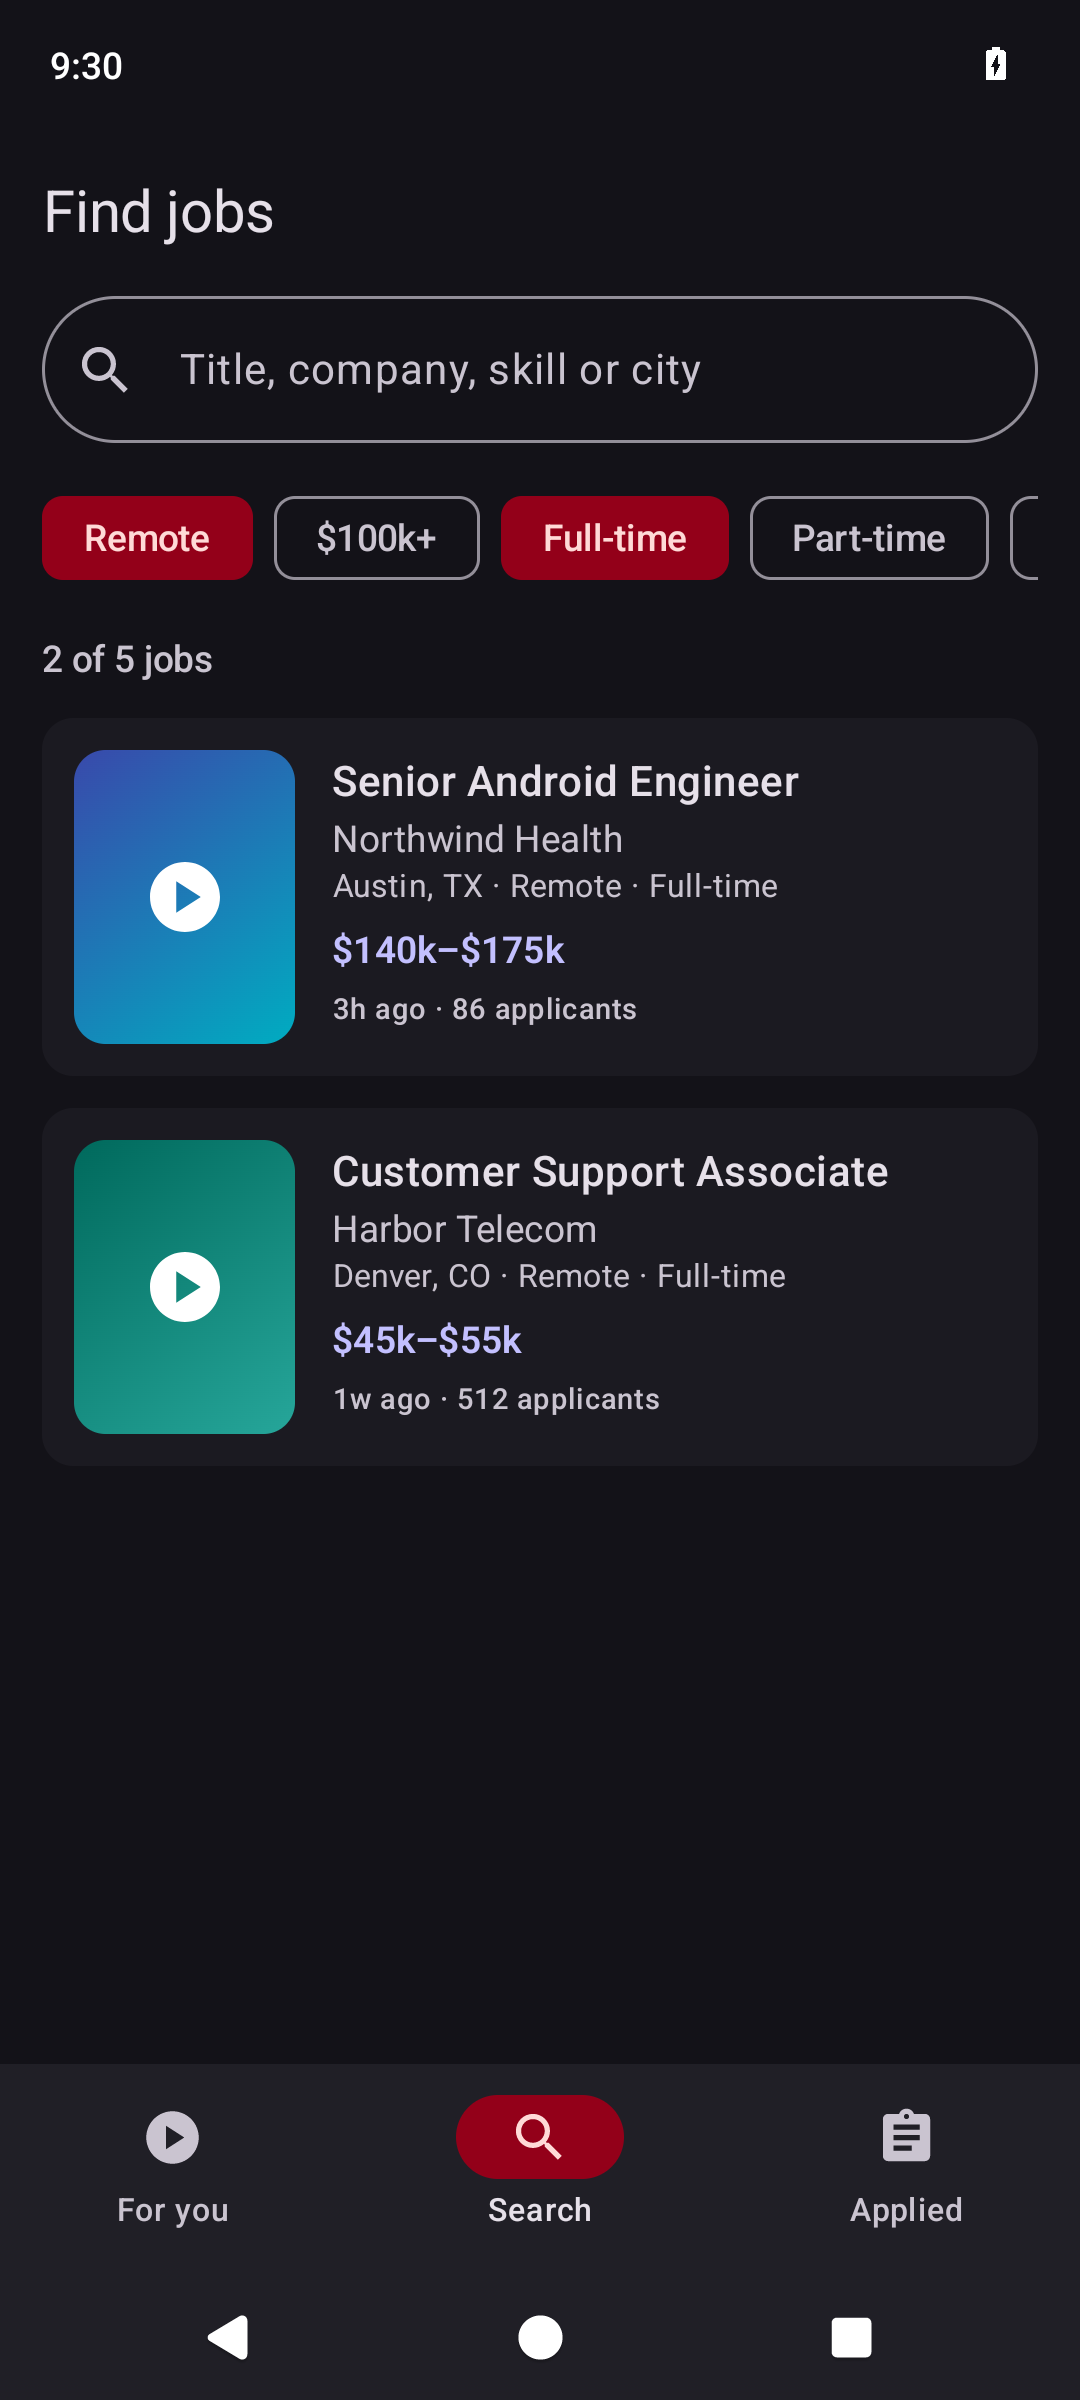 9:30
Find jobs
Title, company, skill or city
Remote
$100k+
Full-time
Part-time
2 of 5 jobs
Senior Android Engineer
Northwind Health
Austin, TX · Remote · Full-time
$140k–$175k
3h ago · 86 applicants
Customer Support Associate
Harbor Telecom
Denver, CO · Remote · Full-time
$45k–$55k
1w ago · 512 applicants
For you
Search
Applied